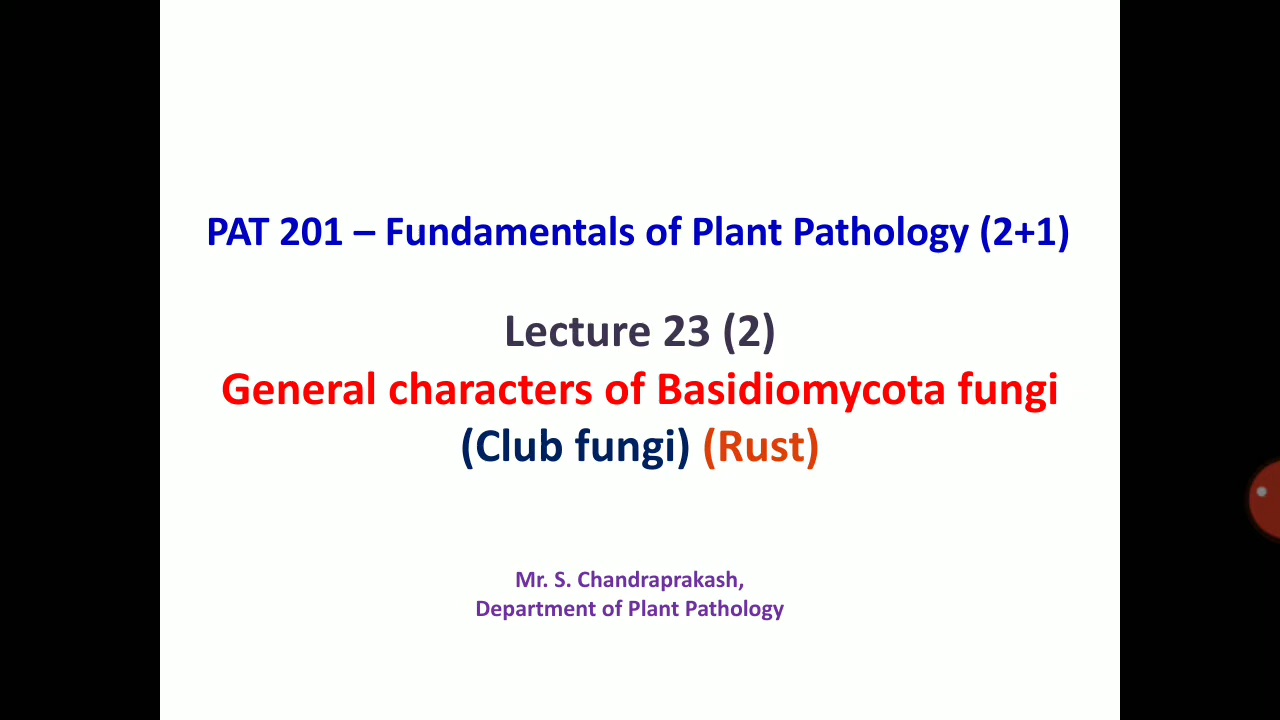 PAT 201 – Fundamentals of Plant Pathology (2+1)
Lecture 23 (2)
General characters of Basidiomycota fungi
(Club fungi) (Rust)
Mr. S. Chandraprakash,
Department of Plant Pathology